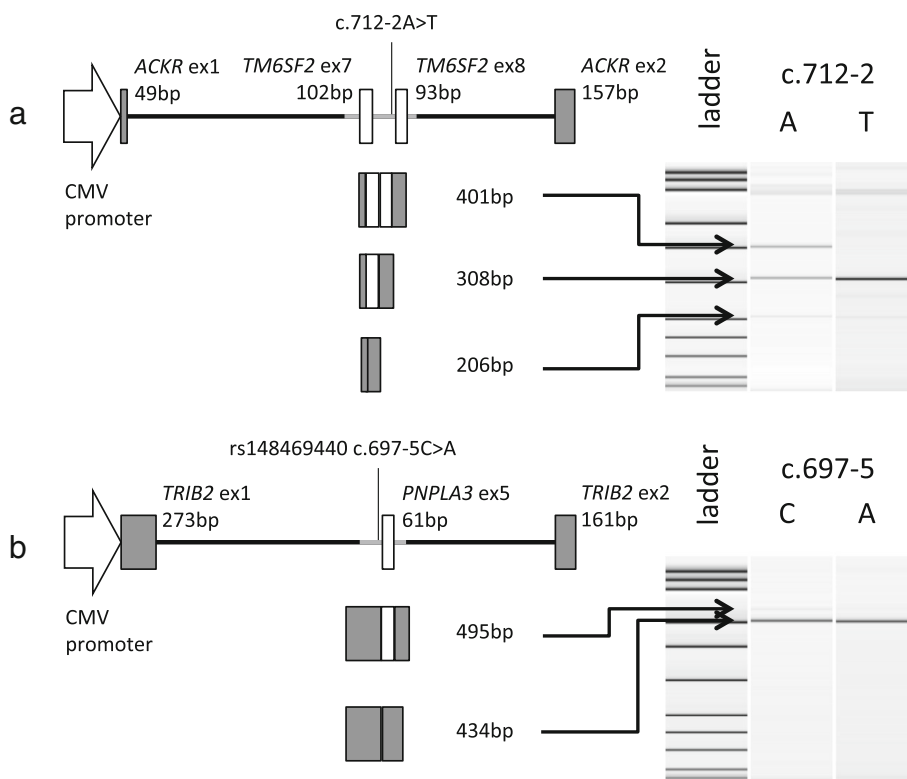 c.712-2A>T
a
ACKR ex1
49bp
TM6SF2 ex7
102bp
TM6SF2 ex8
93bp
ACKR ex2
157bp
CMV
promoter
401bp
308bp
206bp
ladder
c.712-2
A T
rs148469440 c.697-5C>A
b
TRIB2 ex1
273bp
PNPLA3 ex5
61bp
TRIB2 ex2
161bp
CMV
promoter
495bp
434bp
ladder
c.697-5
C A